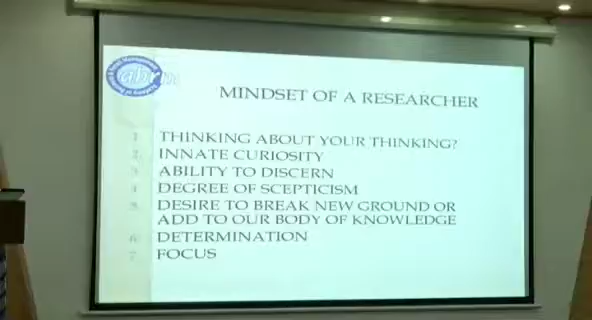 abrm
MINDSET OF A RESEARCHER
1. THINKING ABOUT YOUR THINKING?
2. INNATE CURIOSITY
3. ABILITY TO DISCERN
4. DEGREE OF SCEPTICISM
5. DESIRE TO BREAK NEW GROUND OR
ADD TO OUR BODY OF KNOWLEDGE
6. DETERMINATION
7. FOCUS